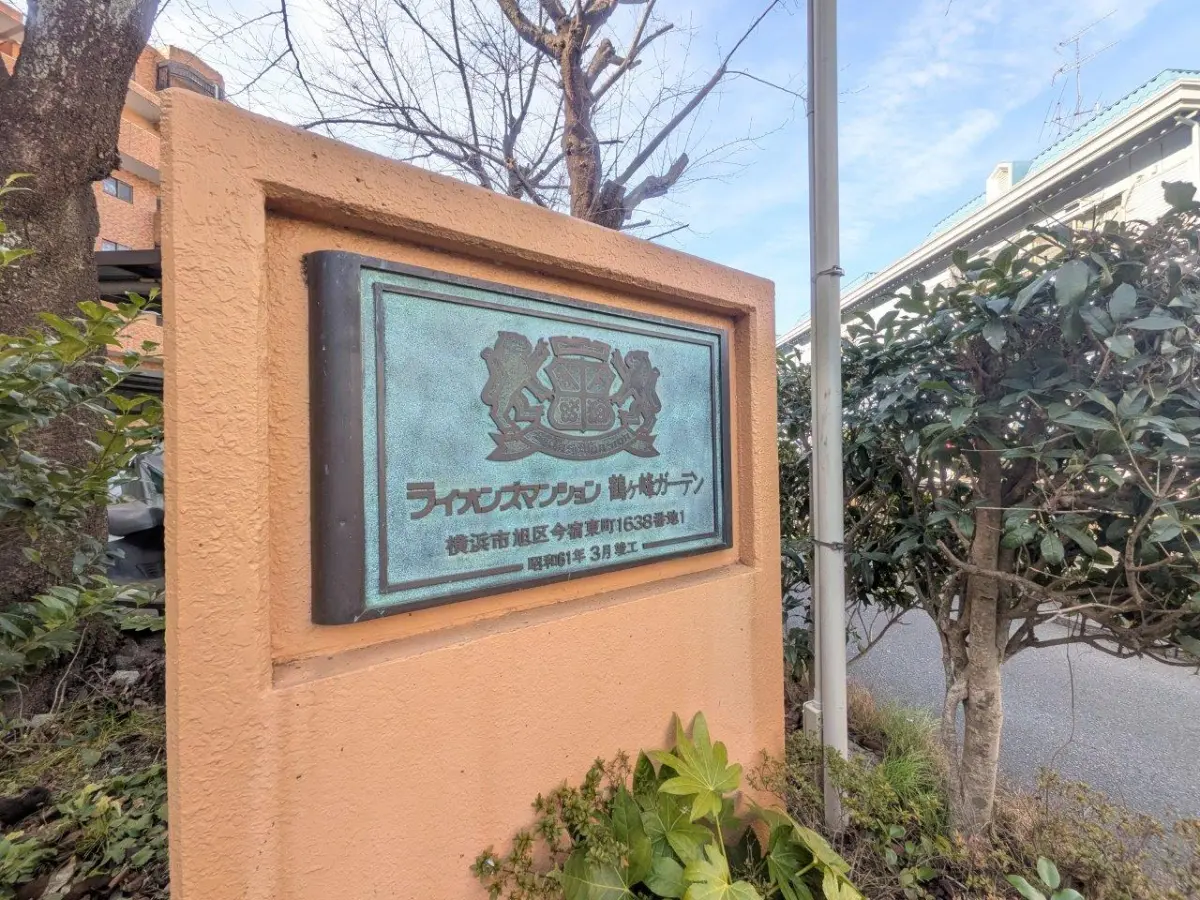 ライオンズマンション 鶴ヶ峰ガーデン
横浜市旭区今宿東町1638番地1
昭和61年 3月 竣工